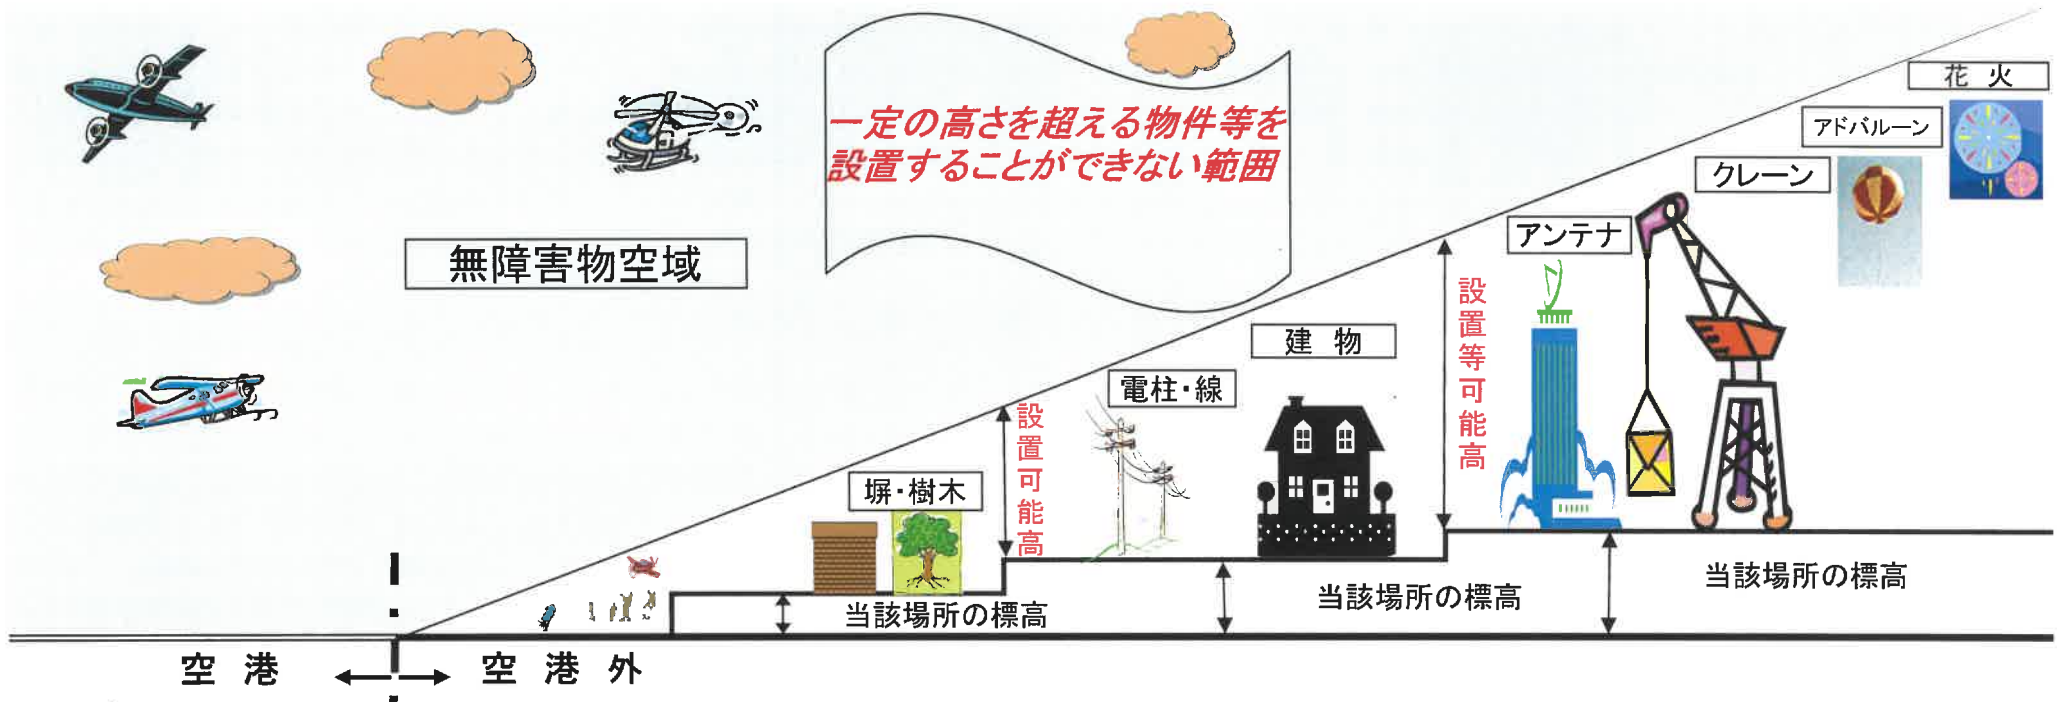 一定の高さを超える物件等を
設置することができない範囲
無障害物空域
花火
アドバルーン
クレーン
アンテナ
設置等可能高
建物
電柱・線
設置可能高
塀・樹木
当該場所の標高
当該場所の標高
当該場所の標高
空港
空港外